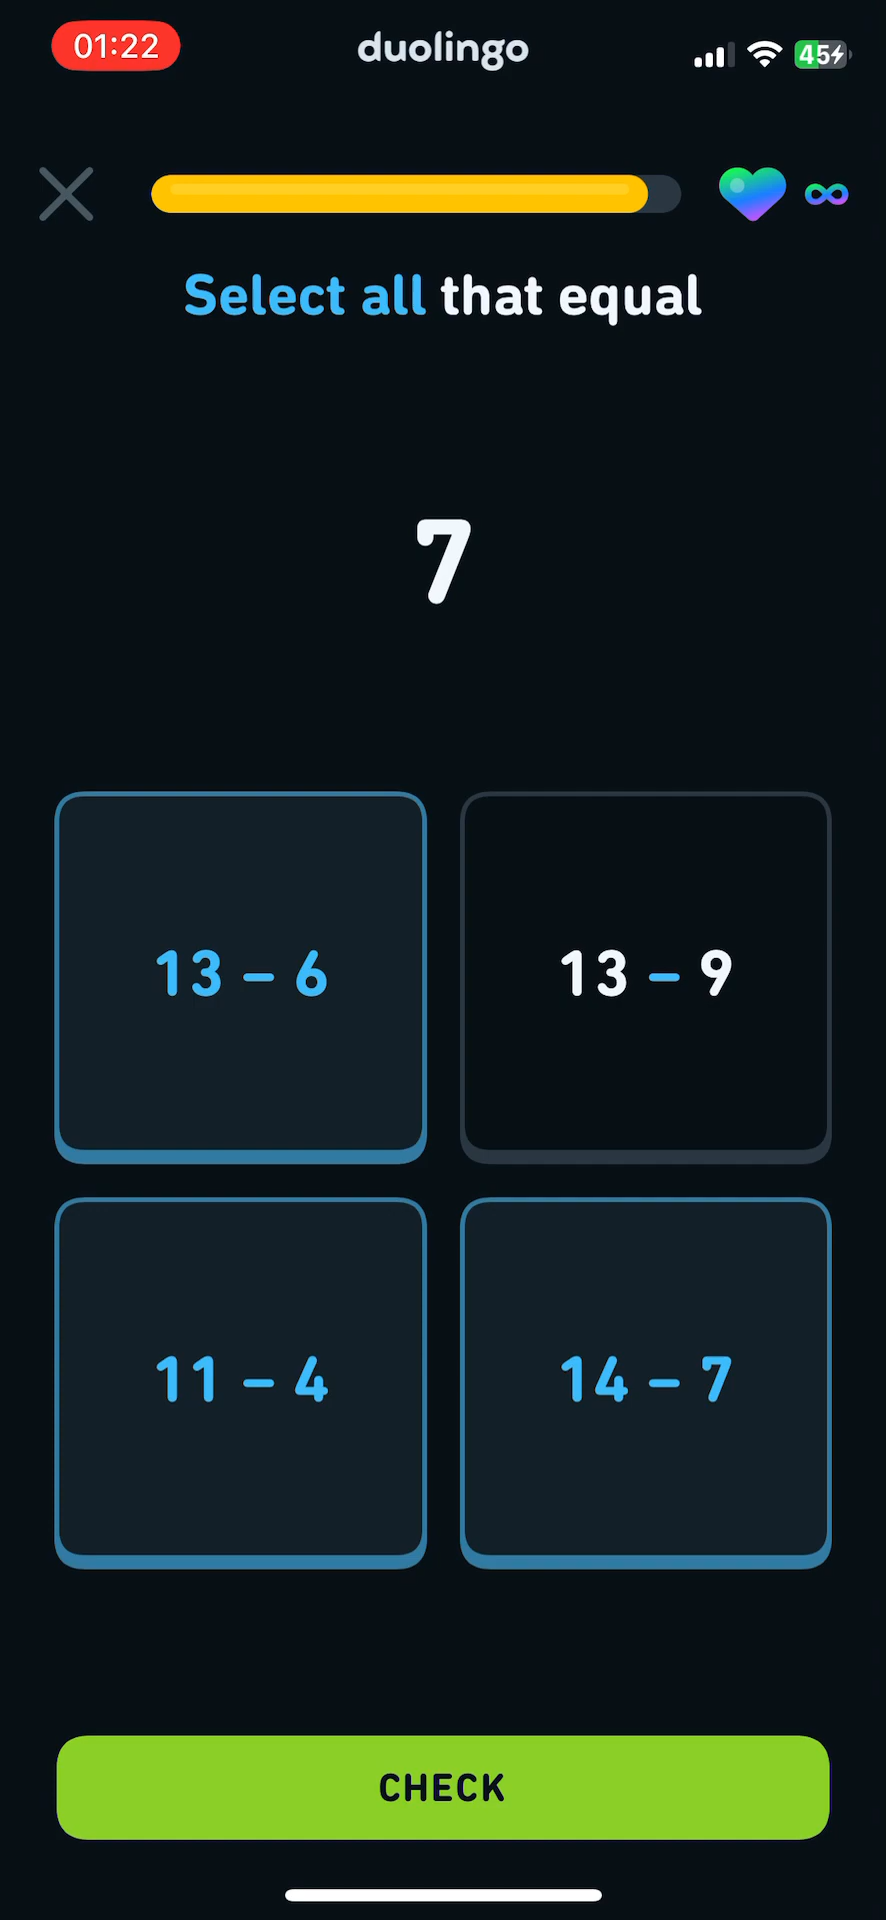 01:22
duolingo
45
Select all that equal
7
13 – 6
13 – 9
11 – 4
14 – 7
CHECK